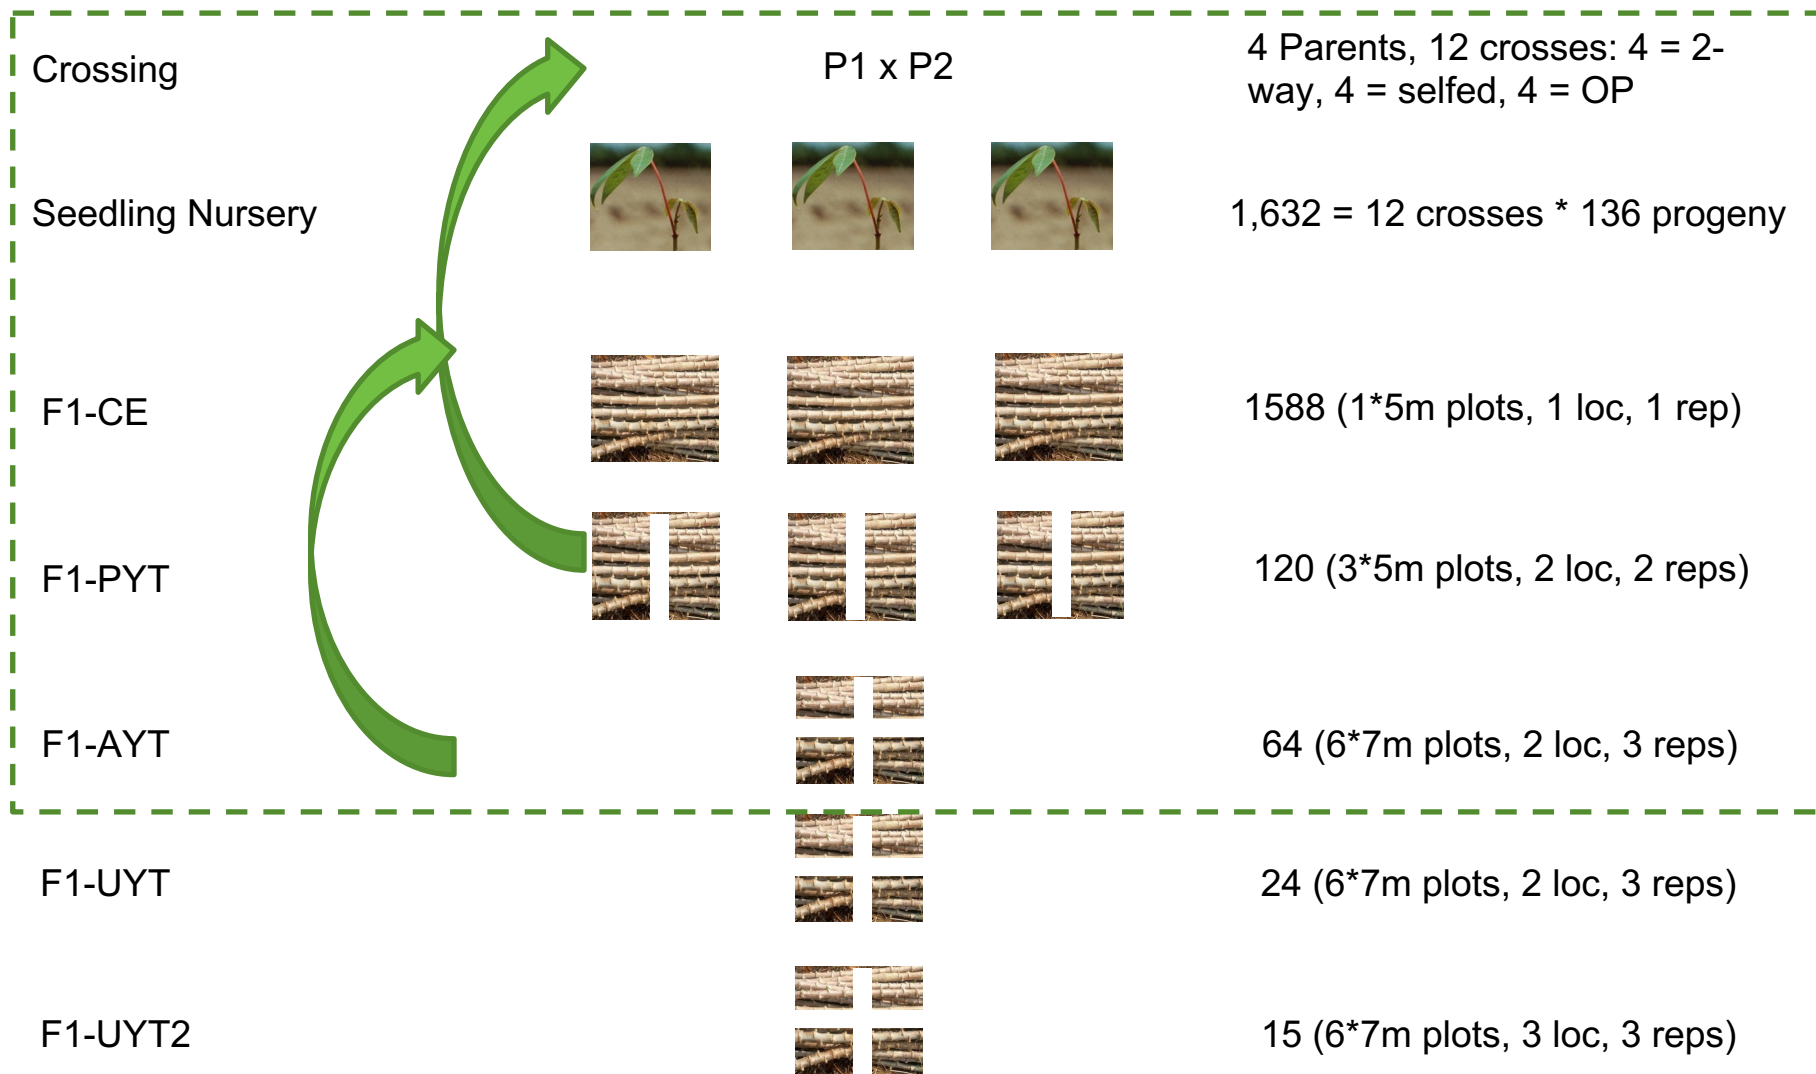 Crossing
P1 x P2
4 Parents, 12 crosses: 4 = 2-
way, 4 = selfed, 4 = OP
Seedling Nursery
1,632 = 12 crosses * 136 progeny
F1-CE
1588 (1*5m plots, 1 loc, 1 rep)
F1-PYT
120 (3*5m plots, 2 loc, 2 reps)
F1-AYT
64 (6*7m plots, 2 loc, 3 reps)
F1-UYT
24 (6*7m plots, 2 loc, 3 reps)
F1-UYT2
15 (6*7m plots, 3 loc, 3 reps)